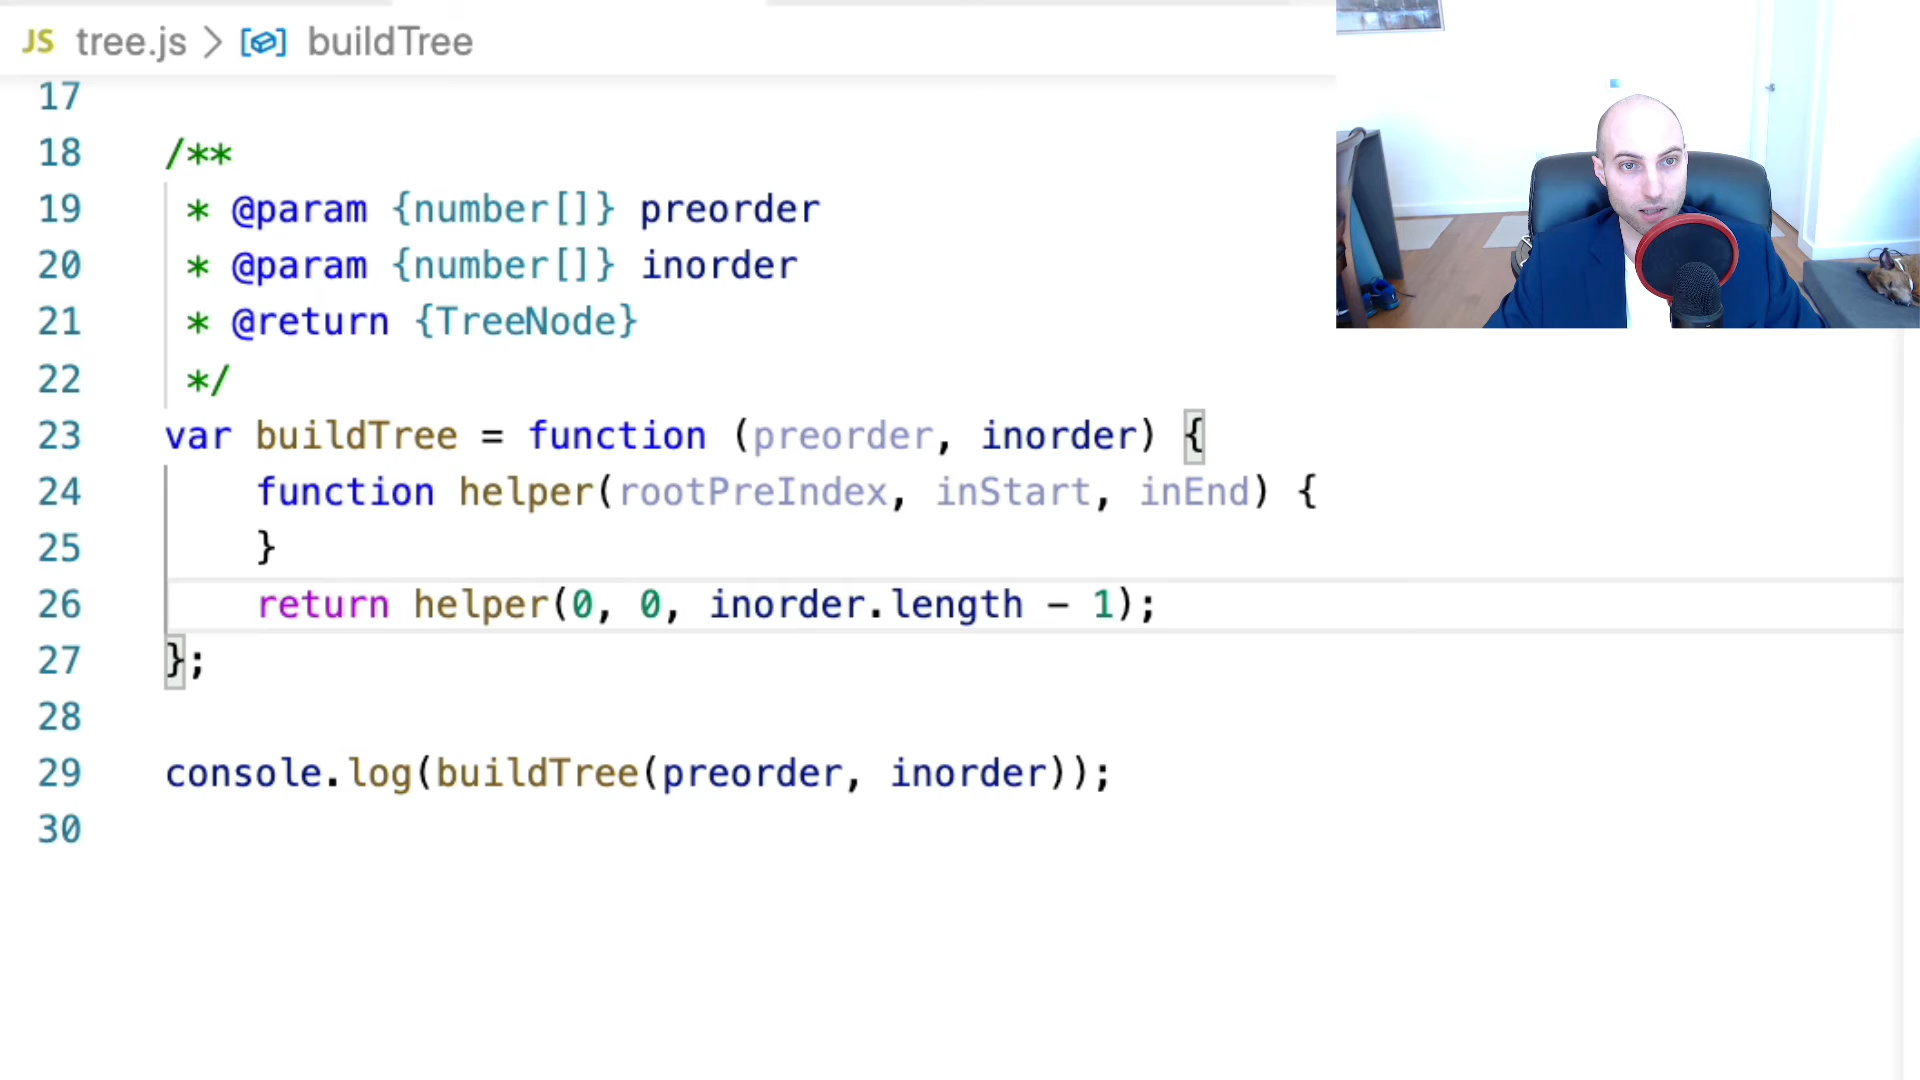 JS tree.js > buildTree
17
18 /**
19 * @param {number[]} preorder
20 * @param {number[]} inorder
21 * @return {TreeNode}
22 */
23 var buildTree = function (preorder, inorder) {
24 function helper(rootPreIndex, inStart, inEnd) {
25 }
26 return helper(0, 0, inorder.length - 1);
27 };
28
29 console.log(buildTree(preorder, inorder));
30